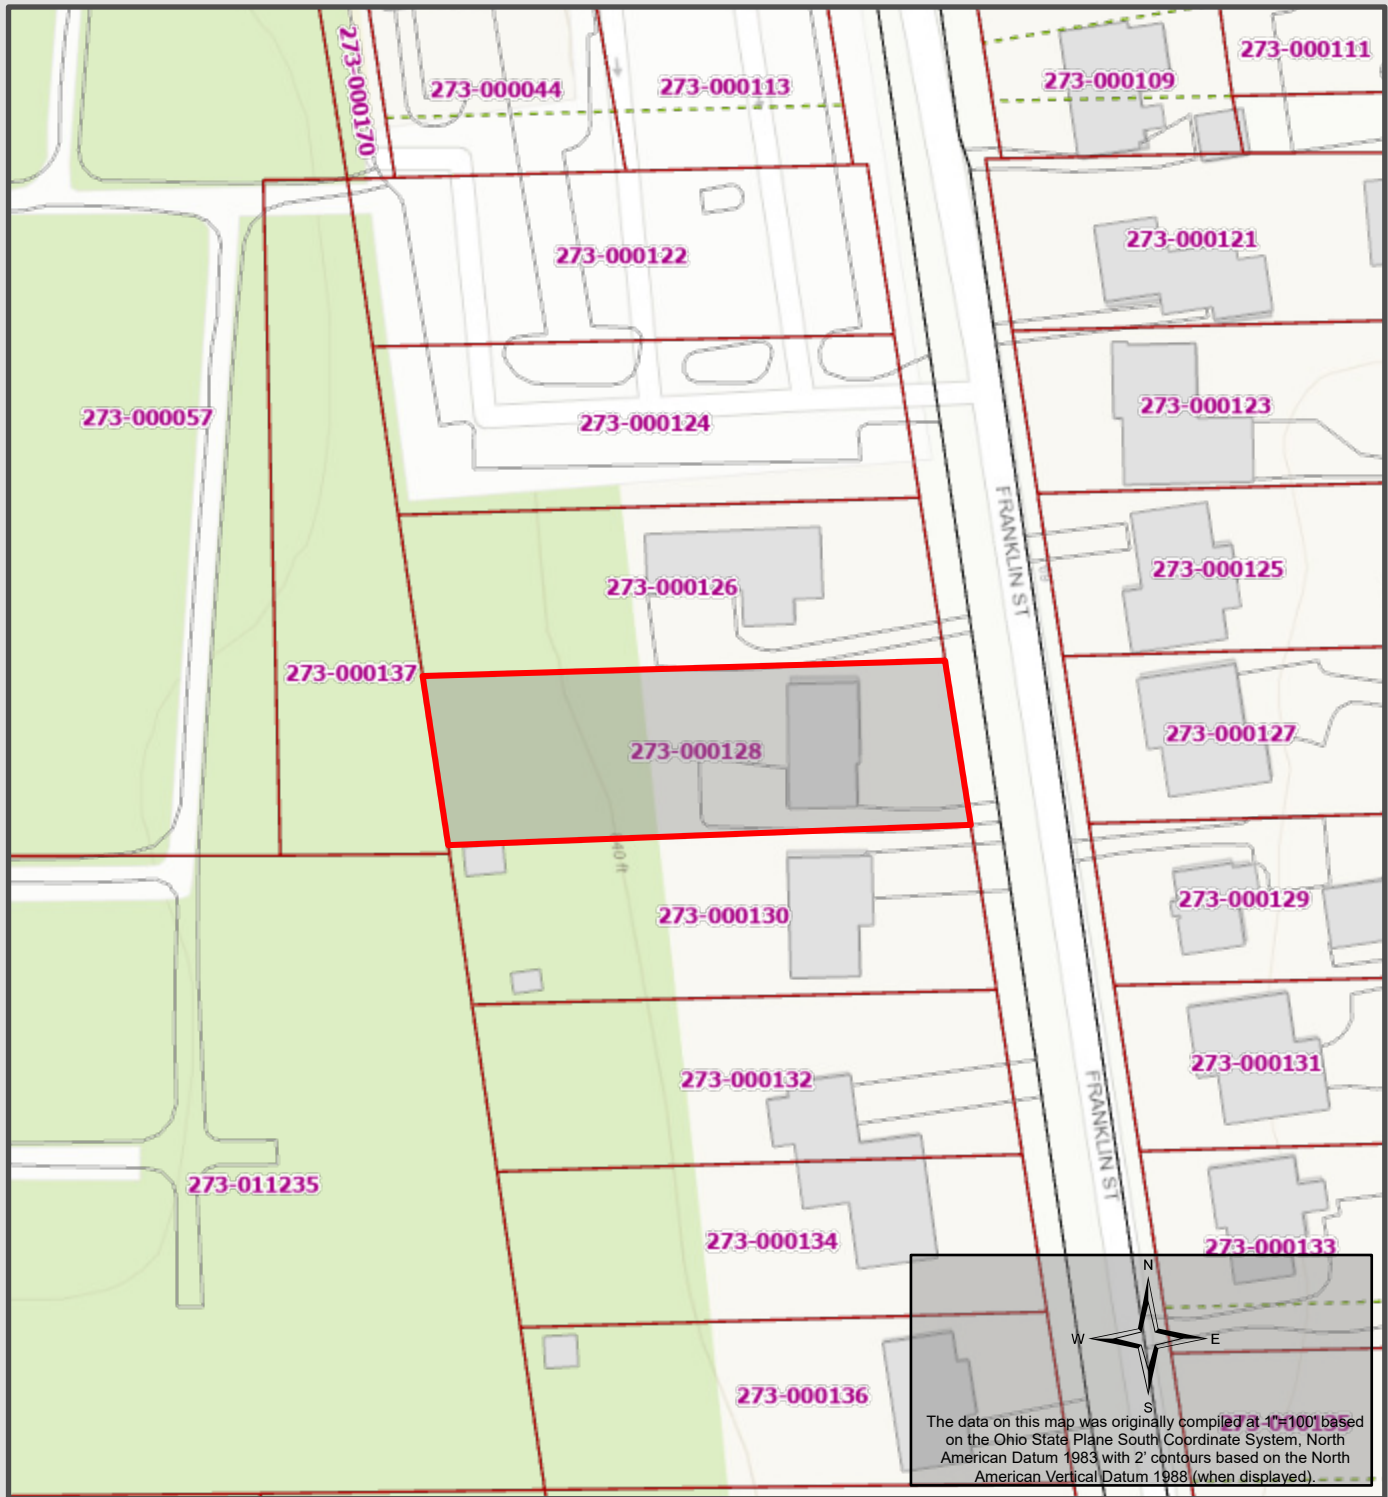 273-000111
273-000109
273-000170
273-000044
273-000113
273-000121
273-000122
273-000123
273-000057
273-000124
FRANKLIN ST
273-000125
273-000126
273-000137
273-000127
273-000128
40 ft
273-000129
273-000130
273-000131
273-000132
FRANKLIN ST
273-011235
273-000134
273-000133
273-000136
273-000135
N
W
E
S
The data on this map was originally compiled at 1"=100' based
on the Ohio State Plane South Coordinate System, North
American Datum 1983 with 2' contours based on the North
American Vertical Datum 1988 (when displayed).